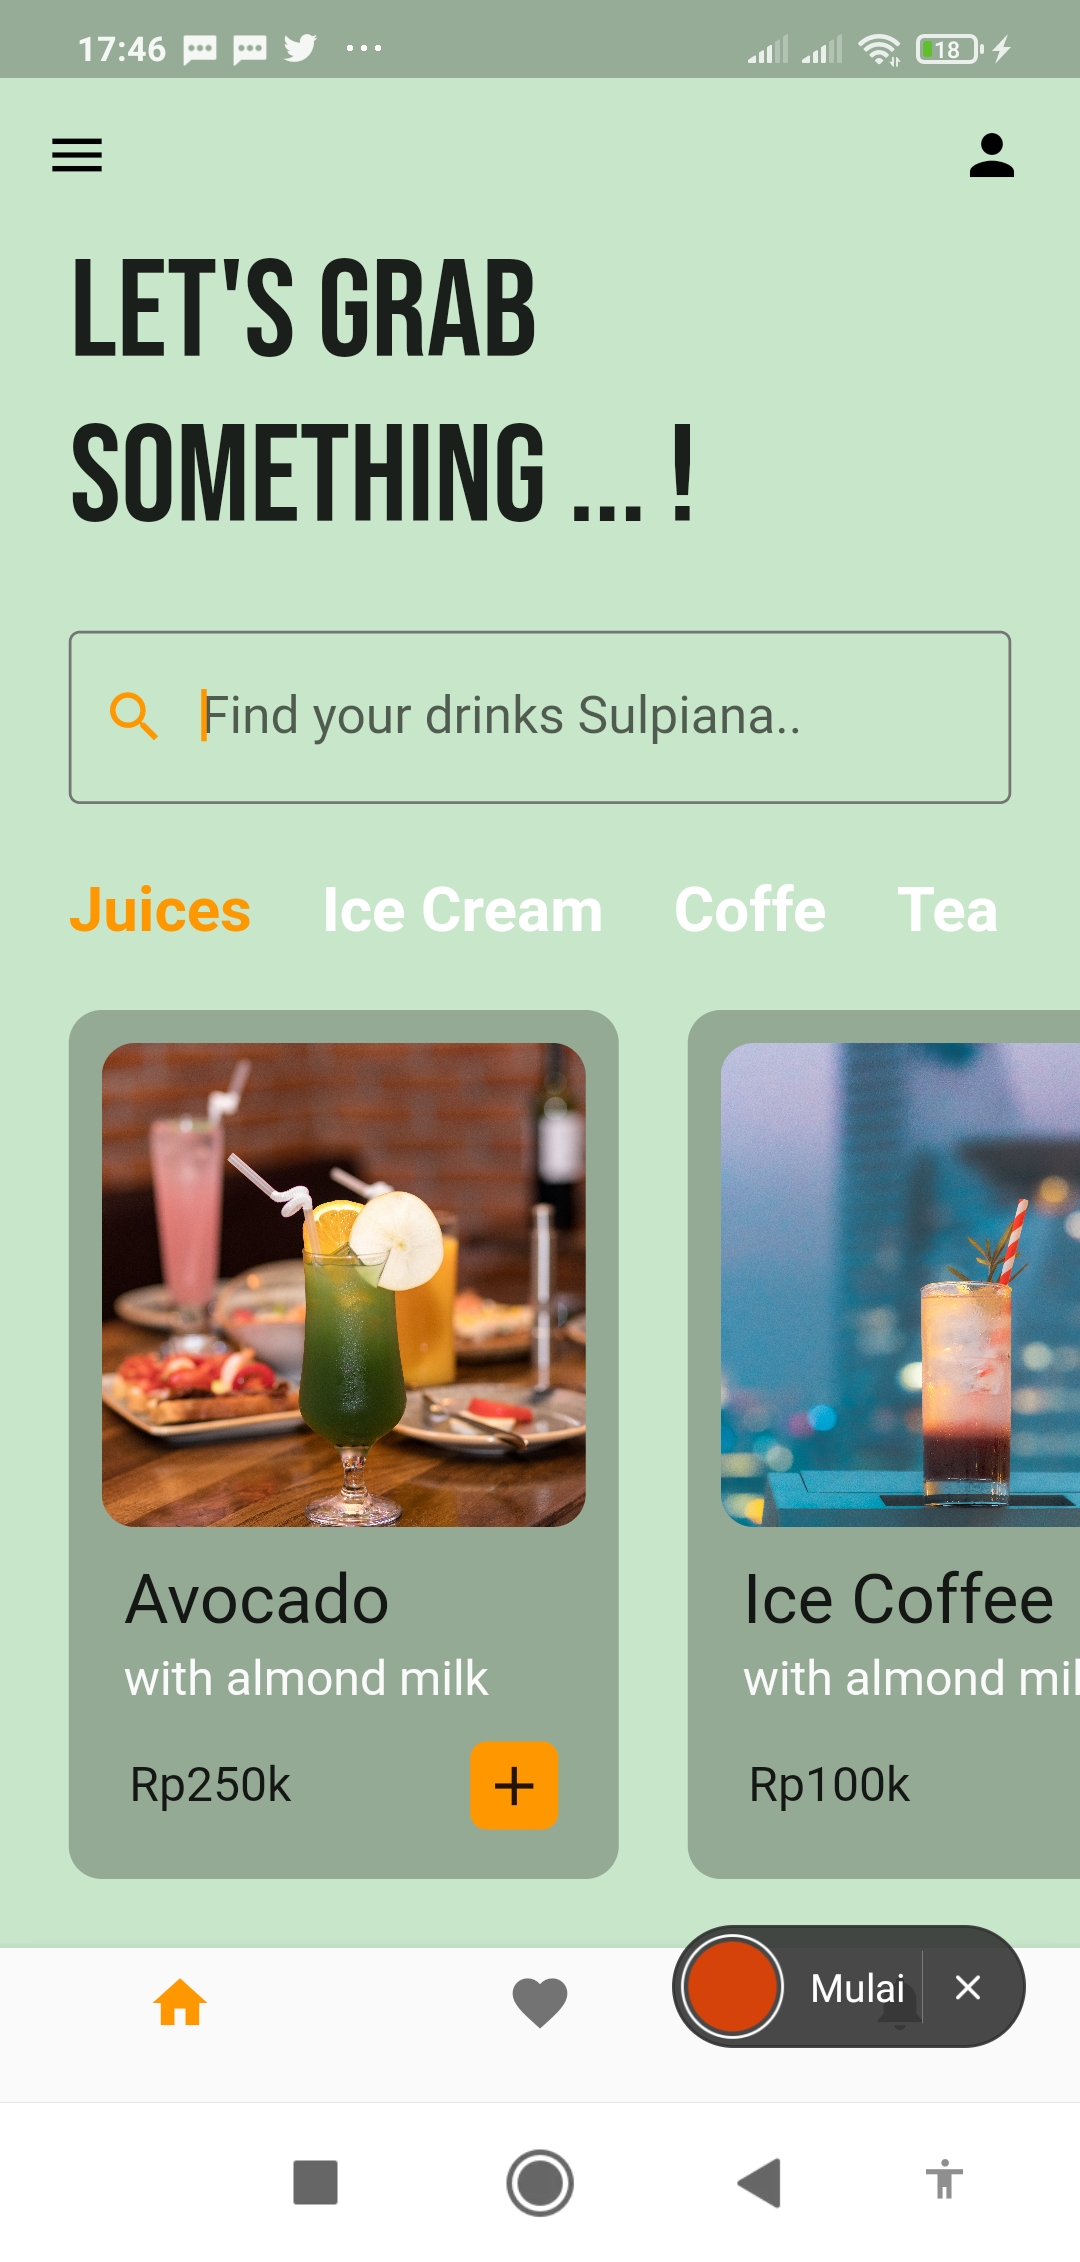 17:46
18
LET'S GRAB
SOMETHING ... !
Find your drinks Sulpiana..
Juices Ice Cream Coffe Tea
Avocado
with almond milk
Rp250k
Ice Coffee
with almond mil
Rp100k
Mulai